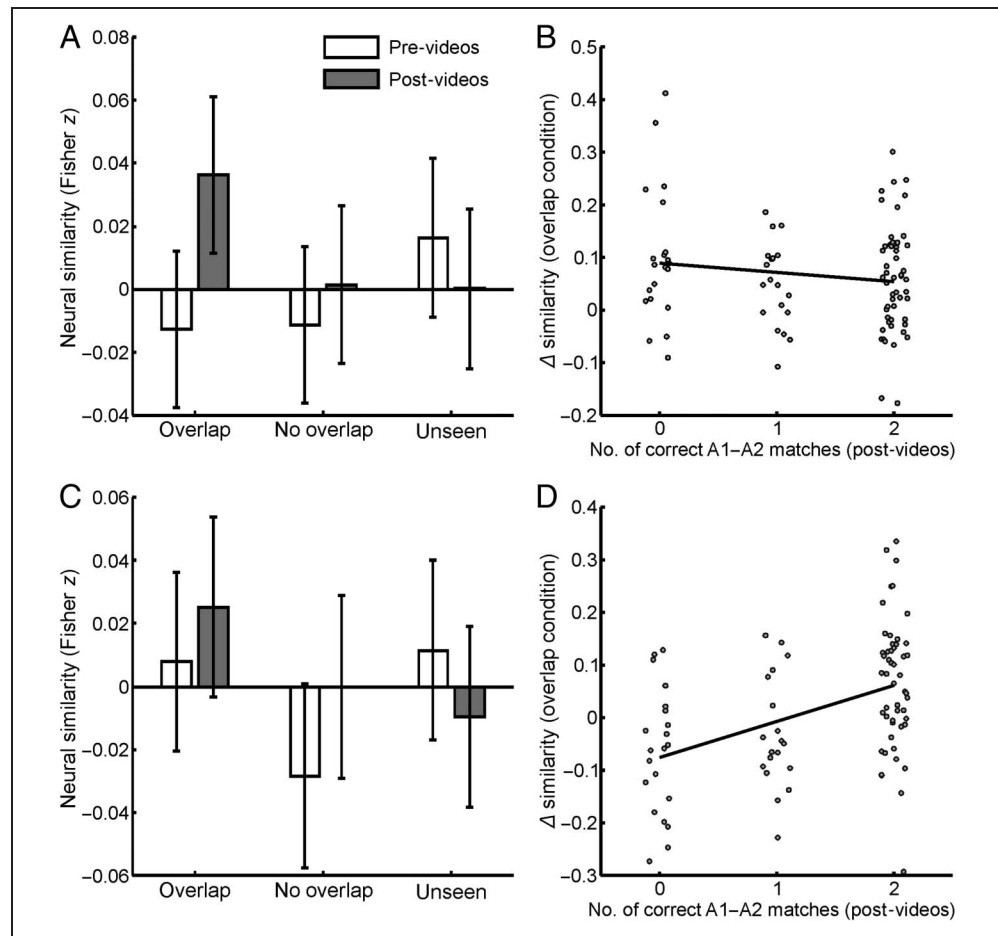 A
Neural similarity (Fisher z)
0.08
0.06
0.04
0.02
0
−0.02
−0.04
Pre-videos
Post-videos
Overlap
No overlap
Unseen
B
Δ similarity (overlap condition)
0.5
0.4
0.3
0.2
0.1
0
−0.1
−0.2
0
1
2
No. of correct A1–A2 matches (post-videos)
C
Neural similarity (Fisher z)
0.06
0.04
0.02
0
−0.02
−0.04
−0.06
Overlap
No overlap
Unseen
D
Δ similarity (overlap condition)
0.4
0.3
0.2
0.1
0
−0.1
−0.2
−0.3
0
1
2
No. of correct A1–A2 matches (post-videos)